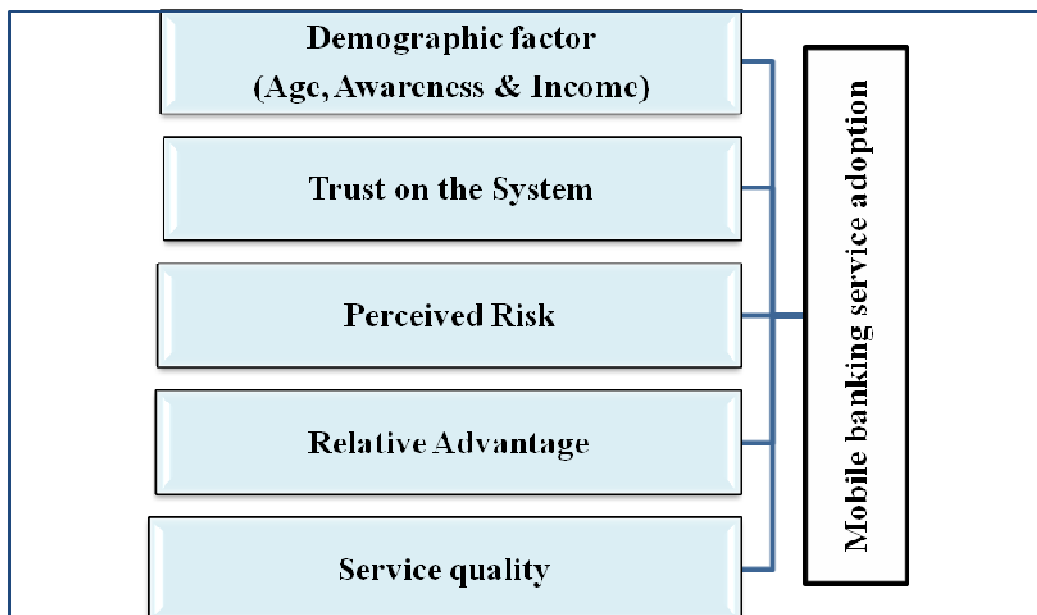 Demographic factor
(Age, Awareness & Income)
Trust on the System
Perceived Risk
Relative Advantage
Service quality
Mobile banking service adoption